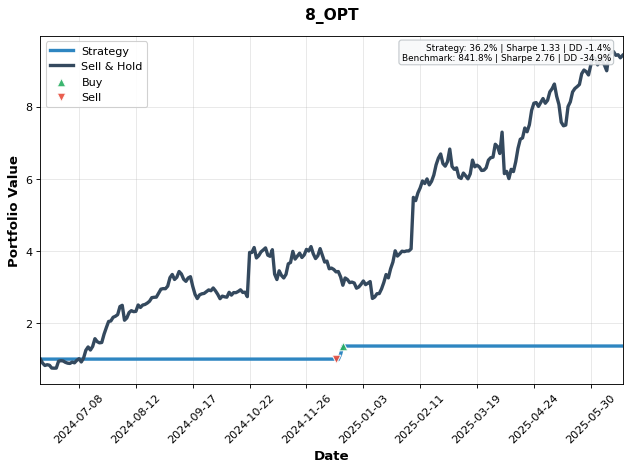 8_OPT
Strategy
Sell & Hold
Buy
Sell
Strategy: 36.2% | Sharpe 1.33 | DD -1.4%
Benchmark: 841.8% | Sharpe 2.76 | DD -34.9%
Portfolio Value
8
6
4
2
2024-07-08
2024-08-12
2024-09-17
2024-10-22
2024-11-26
2025-01-03
2025-02-11
2025-03-19
2025-04-24
2025-05-30
Date